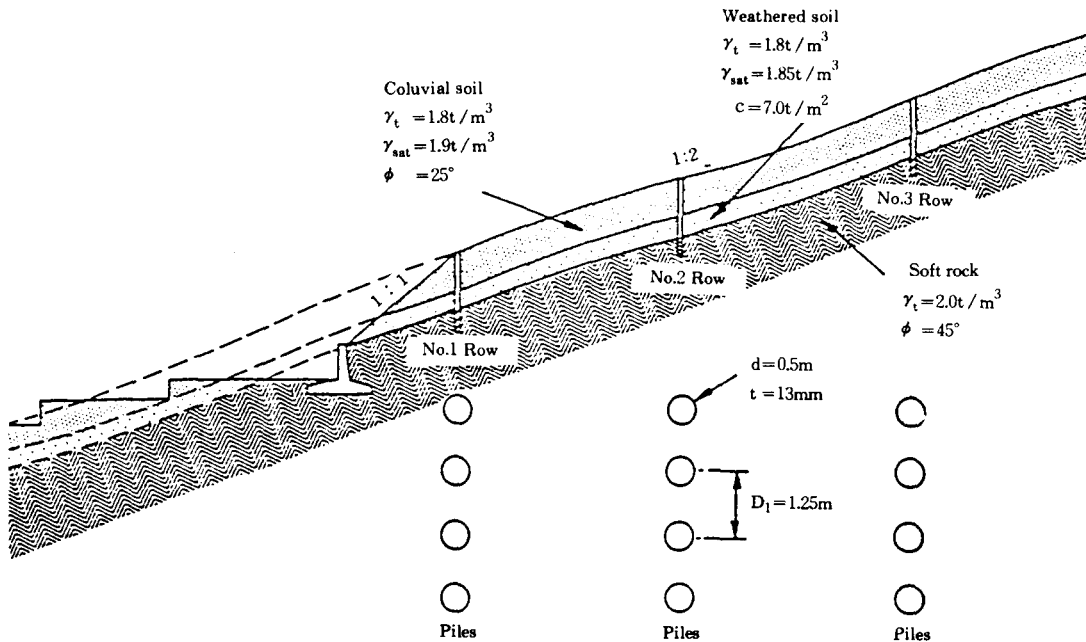 Coluvial soil
γt =1.8t/m³
γsat =1.9t/m³
ϕ =25°
Weathered soil
γt =1.8t/m³
γsat =1.85t/m³
c=7.0t/m²
1:2
1:1
No.1 Row
No.2 Row
No.3 Row
Soft rock
γt=2.0t/m³
ϕ =45°
d=0.5m
t=13mm
D1=1.25m
Piles
Piles
Piles